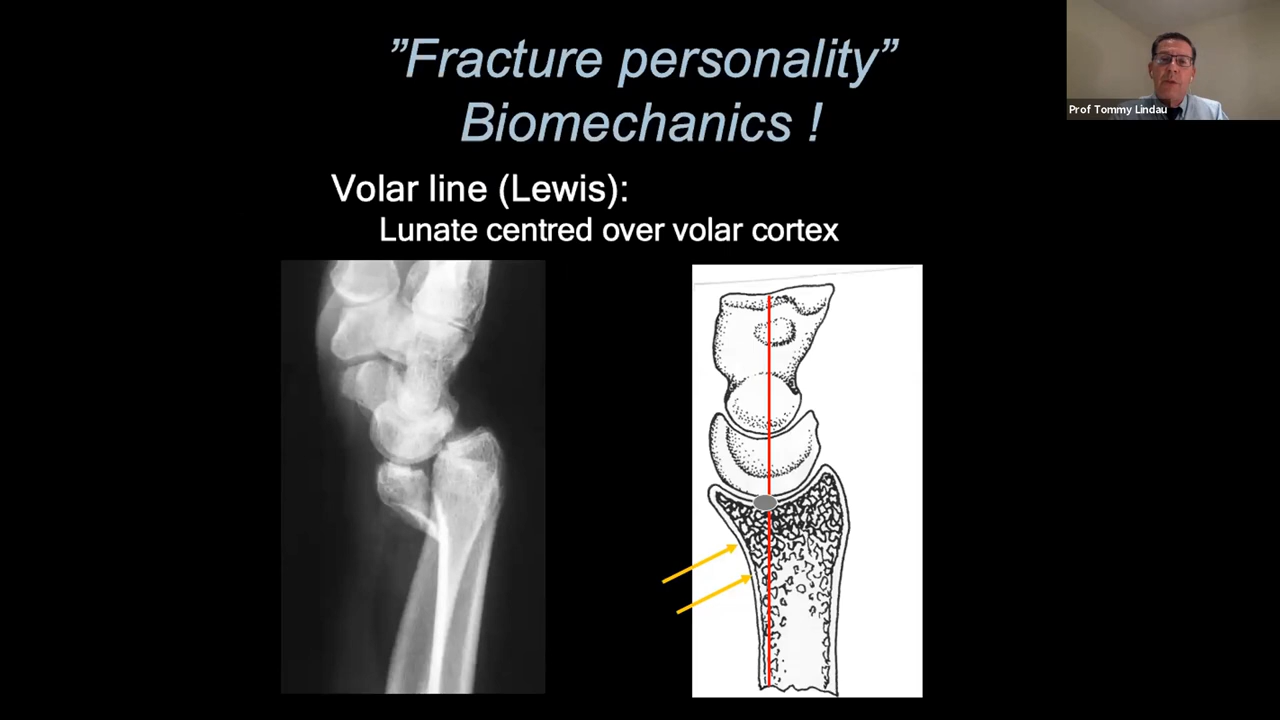 ”Fracture personality”
Biomechanics !
Prof Tommy Lindau
Volar line (Lewis):
Lunate centred over volar cortex